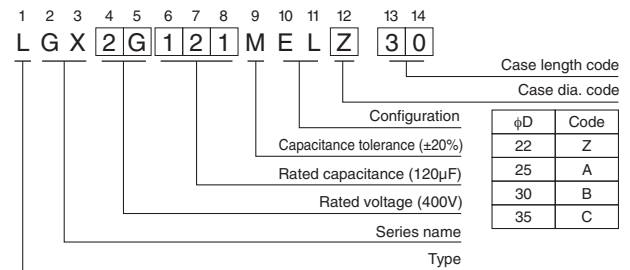 1 2 3 4 5 6 7 8 9 10 11 12 13 14
L G X 2 G 1 2 1 M E L Z 3 0
Case length code
Case dia. code
Configuration
Capacitance tolerance (±20%)
Rated capacitance (120µF)
Rated voltage (400V)
Series name
Type
ϕD Code
22 Z
25 A
30 B
35 C